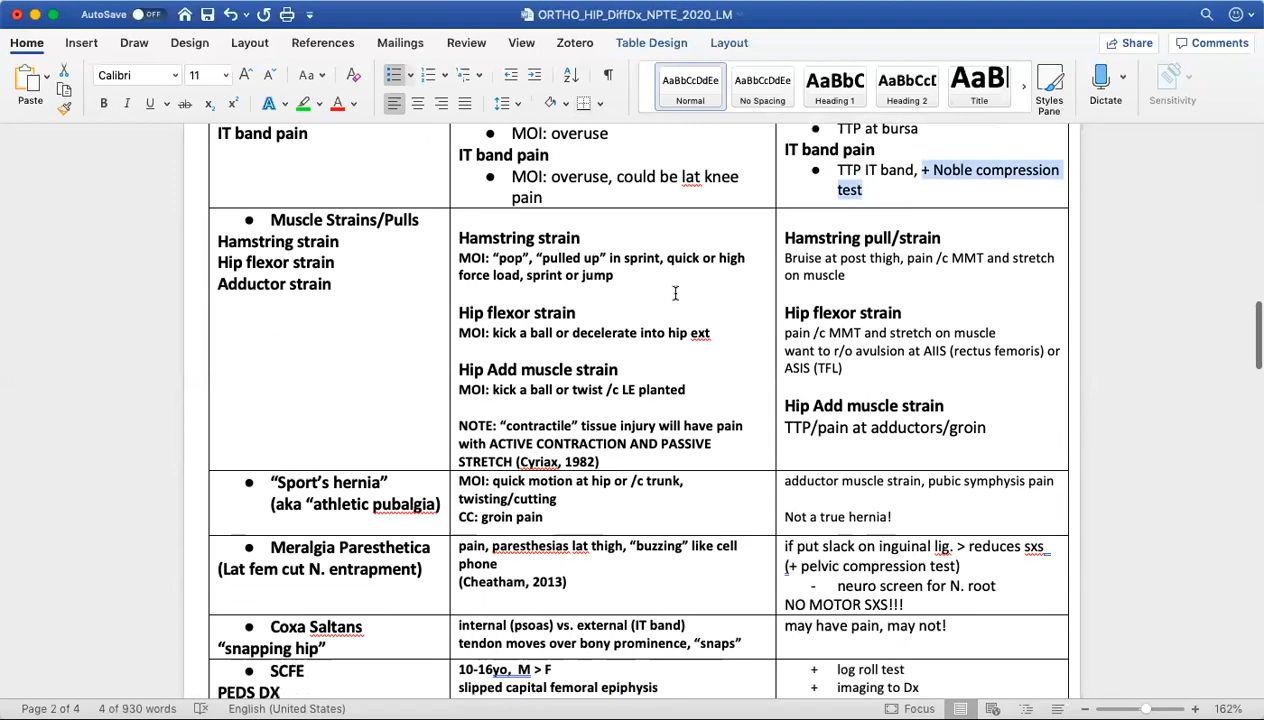 AutoSave OFF ORTHO_HIP_DiffDx_NPTE_2020_LM
Home Insert Draw Design Layout References Mailings Review View Zotero Table Design Layout Share Comments
Paste Calibri 11 A A Aa A AaBbCcDdEe AaBbCcDdEe AaBbC AaBbCcD AaB
B I U ab x₂ x² A A Normal No Spacing Heading 1 Heading 2 Title Styles Pane Dictate Sensitivity
IT band pain
● MOI: overuse
IT band pain
● MOI: overuse, could be lat knee
pain
● TTP at bursa
IT band pain
● TTP IT band, + Noble compression
test
● Muscle Strains/Pulls
Hamstring strain
Hip flexor strain
Adductor strain
Hamstring strain
MOI: “pop”, “pulled up” in sprint, quick or high
force load, sprint or jump
Hip flexor strain
MOI: kick a ball or decelerate into hip ext
Hip Add muscle strain
MOI: kick a ball or twist /c LE planted
NOTE: “contractile” tissue injury will have pain
with ACTIVE CONTRACTION AND PASSIVE
STRETCH (Cyriax, 1982)
Hamstring pull/strain
Bruise at post thigh, pain /c MMT and stretch
on muscle
Hip flexor strain
pain /c MMT and stretch on muscle
want to r/o avulsion at AIIS (rectus femoris) or
ASIS (TFL)
Hip Add muscle strain
TTP/pain at adductors/groin
● “Sport’s hernia”
(aka “athletic pubalgia)
MOI: quick motion at hip or /c trunk,
twisting/cutting
CC: groin pain
adductor muscle strain, pubic symphysis pain
Not a true hernia!
● Meralgia Paresthetica
(Lat fem cut N. entrapment)
pain, paresthesias lat thigh, “buzzing” like cell
phone
(Cheatham, 2013)
if put slack on inguinal lig. > reduces sxs
(+ pelvic compression test)
- neuro screen for N. root
NO MOTOR SXS!!!
● Coxa Saltans
“snapping hip”
internal (psoas) vs. external (IT band)
tendon moves over bony prominence, “snaps”
may have pain, may not!
● SCFE
PEDS DX
10-16yo, M > F
slipped capital femoral epiphysis
+ log roll test
+ imaging to Dx
Page 2 of 4 4 of 930 words English (United States) Focus 162%